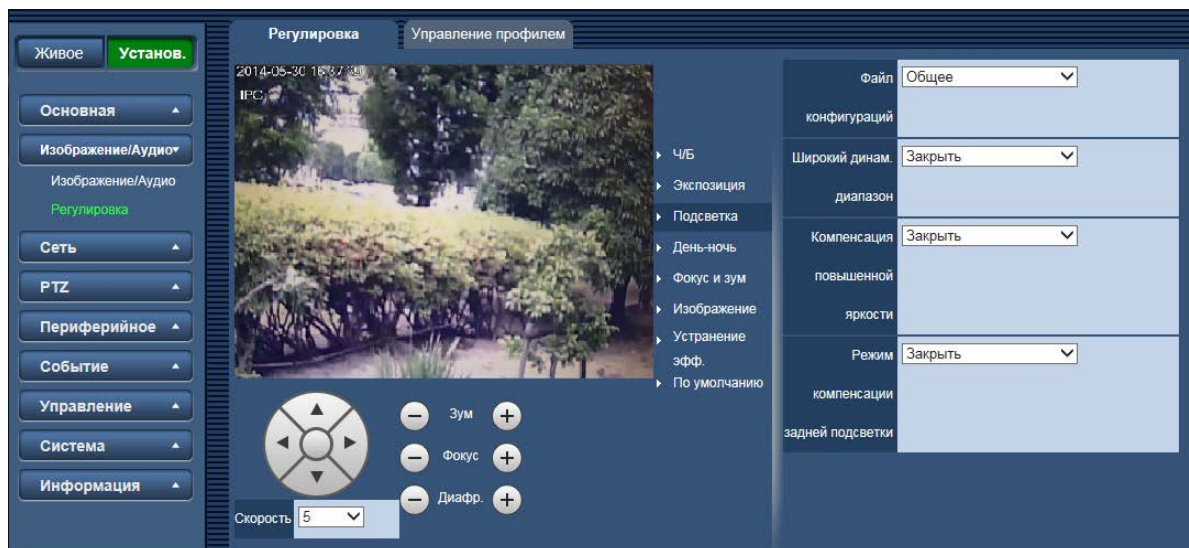 Живое
Установ.
Основная
Изображение/Аудио
Изображение/Аудио
Регулировка
Сеть
PTZ
Периферийное
Событие
Управление
Система
Информация
Регулировка
Управление профилем
2014-05-30 16:37:
IPC
Ч/Б
Экспозиция
Подсветка
День-ночь
Фокус и зум
Изображение
Устранение
эфф.
По умолчанию
Зум
Фокус
Диафр.
Скорость 5
Файл Общее
конфигураций
Широкий динам. Закрыть
диапазон
Компенсация Закрыть
повышенной
яркости
Режим Закрыть
компенсации
задней подсветки